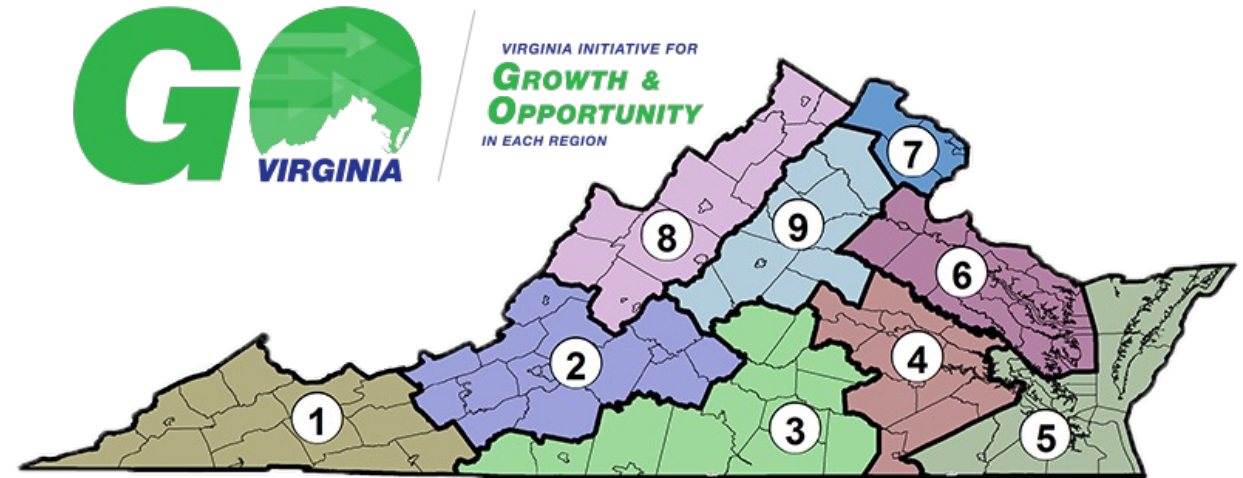 GO
VIRGINIA
VIRGINIA INITIATIVE FOR
GROWTH &
OPPORTUNITY
IN EACH REGION
7
8
9
6
2
4
1
3
5